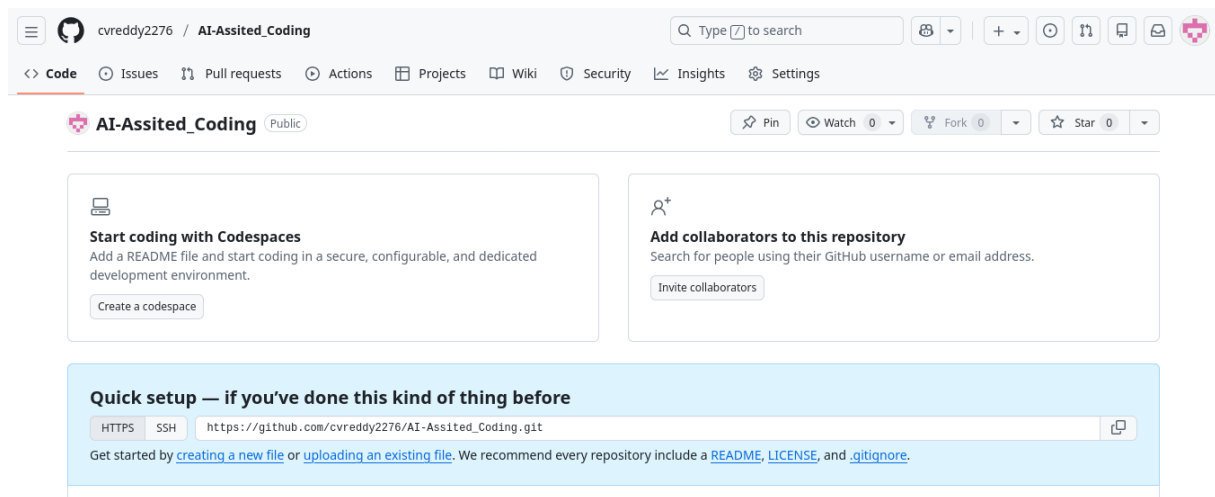 cvreddy2276 / AI-Assited_Coding
Type / to search
Code Issues Pull requests Actions Projects Wiki Security Insights Settings
AI-Assited_Coding Public
Pin Watch 0 Fork 0 Star 0
Start coding with Codespaces
Add a README file and start coding in a secure, configurable, and dedicated
development environment.
Create a codespace
Add collaborators to this repository
Search for people using their GitHub username or email address.
Invite collaborators
Quick setup — if you’ve done this kind of thing before
HTTPS SSH https://github.com/cvreddy2276/AI-Assited_Coding.git
Get started by creating a new file or uploading an existing file. We recommend every repository include a README, LICENSE, and .gitignore.